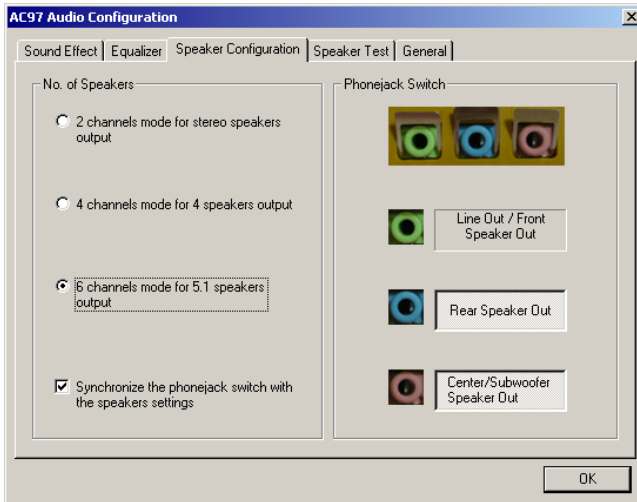 AC97 Audio Configuration
Sound Effect
Equalizer
Speaker Configuration
Speaker Test
General
No. of Speakers
2 channels mode for stereo speakers
output
4 channels mode for 4 speakers output
6 channels mode for 5.1 speakers
output
Synchronize the phonejack switch with
the speakers settings
Phonejack Switch
Line Out / Front
Speaker Out
Rear Speaker Out
Center/Subwoofer
Speaker Out
OK